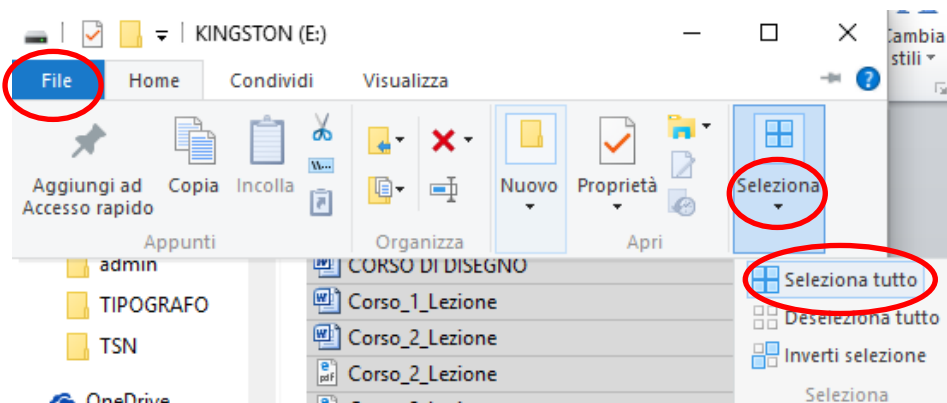 KINGSTON (E:)
Cambia
stili
File Home Condividi Visualizza
Aggiungi ad
Accesso rapido
Copia
Incolla
Nuovo
Proprietà
Seleziona
Appunti Organizza Apri
admin
TIPOGRAFO
TSN
OneDrive
CORSO DI DISEGNO
Corso_1_Lezione
Corso_2_Lezione
Corso_2_Lezione
Seleziona tutto
Deseleziona tutto
Inverti selezione
Seleziona